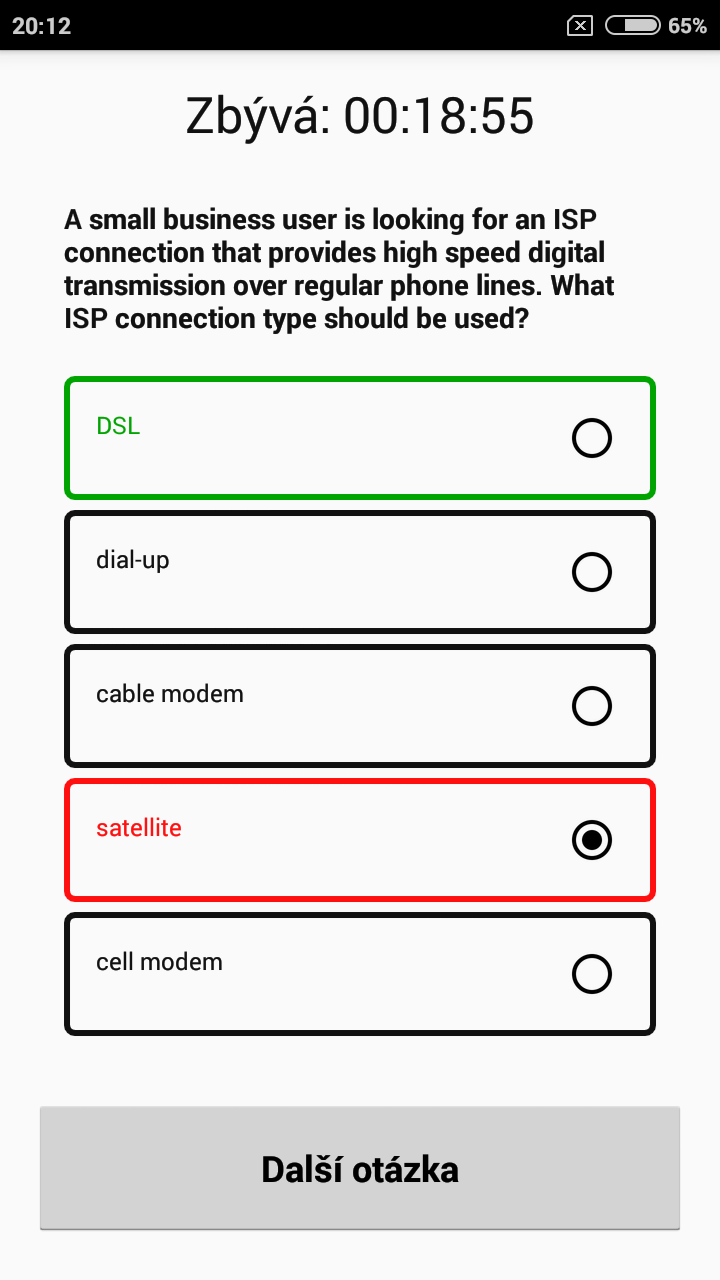 20:12 65%
Zbývá: 00:18:55
A small business user is looking for an ISP
connection that provides high speed digital
transmission over regular phone lines. What
ISP connection type should be used?
DSL
dial-up
cable modem
satellite
cell modem
Další otázka